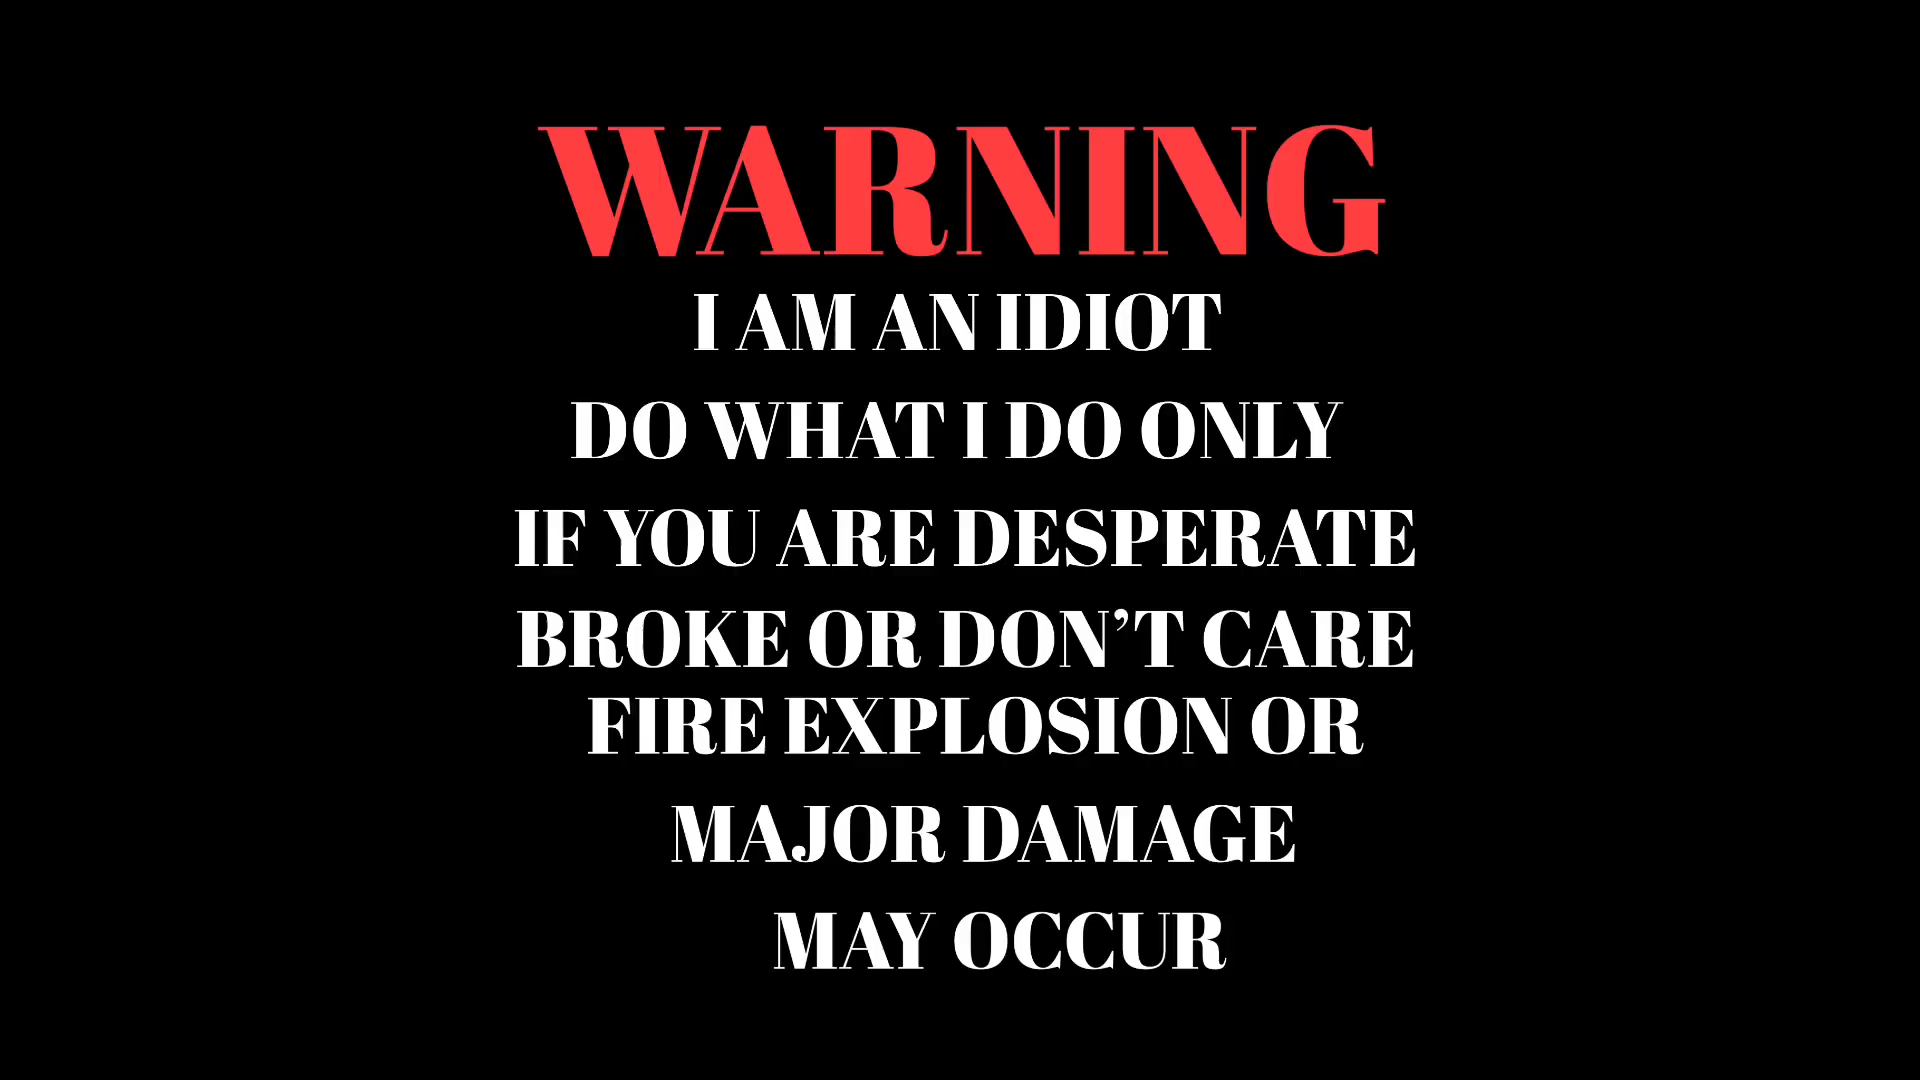 WARNING
I AM AN IDIOT
DO WHAT I DO ONLY
IF YOU ARE DESPERATE
BROKE OR DON’T CARE
FIRE EXPLOSION OR
MAJOR DAMAGE
MAY OCCUR